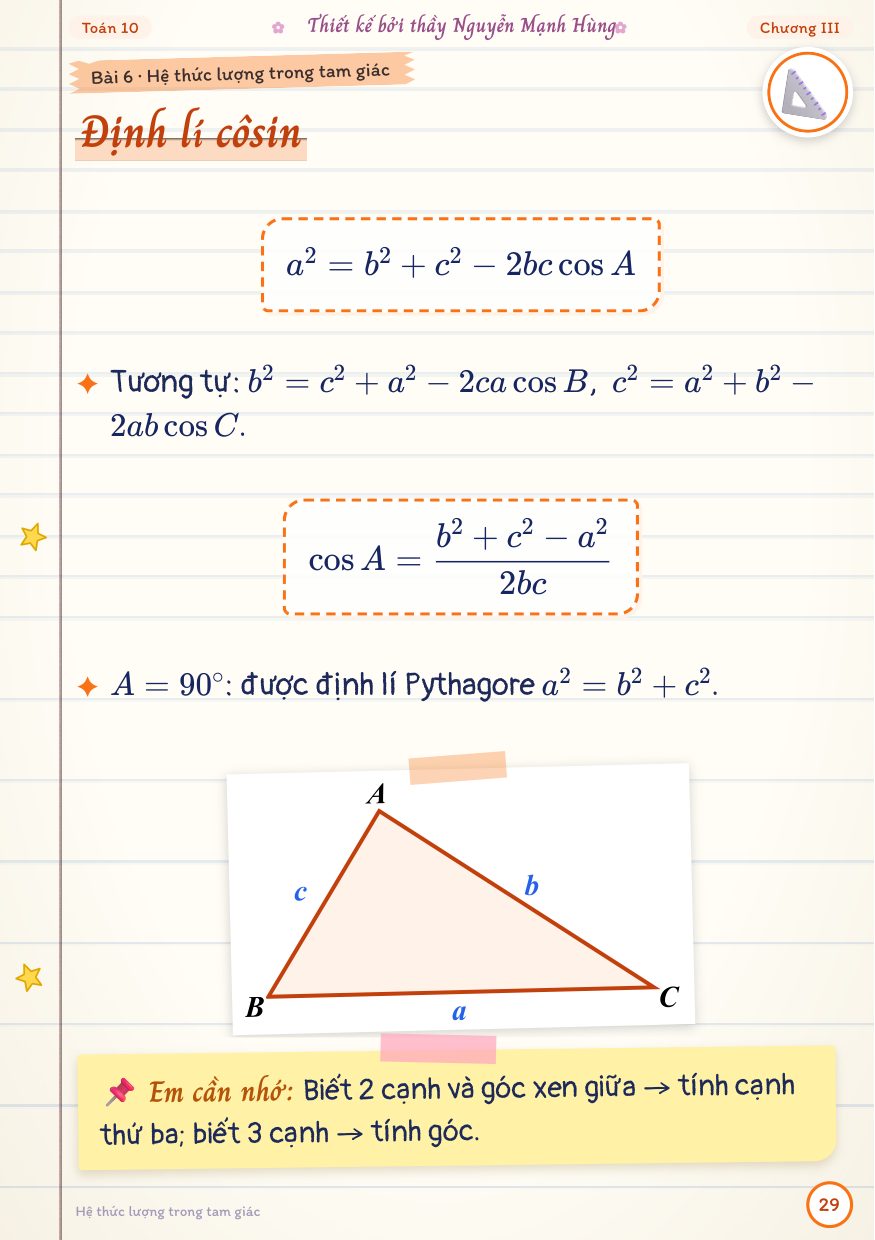 Toán 10
Thiết kế bởi thầy Nguyễn Mạnh Hùng
Chương III
Bài 6 · Hệ thức lượng trong tam giác
Định lí côsin
a² = b² + c² − 2bc cos A
Tương tự: b² = c² + a² − 2ca cos B, c² = a² + b² −
2ab cos C.
cos A = (b² + c² − a²) / 2bc
A = 90°: được định lí Pythagore a² = b² + c².
A
c
b
B
a
C
Em cần nhớ: Biết 2 cạnh và góc xen giữa → tính cạnh
thứ ba; biết 3 cạnh → tính góc.
Hệ thức lượng trong tam giác
29